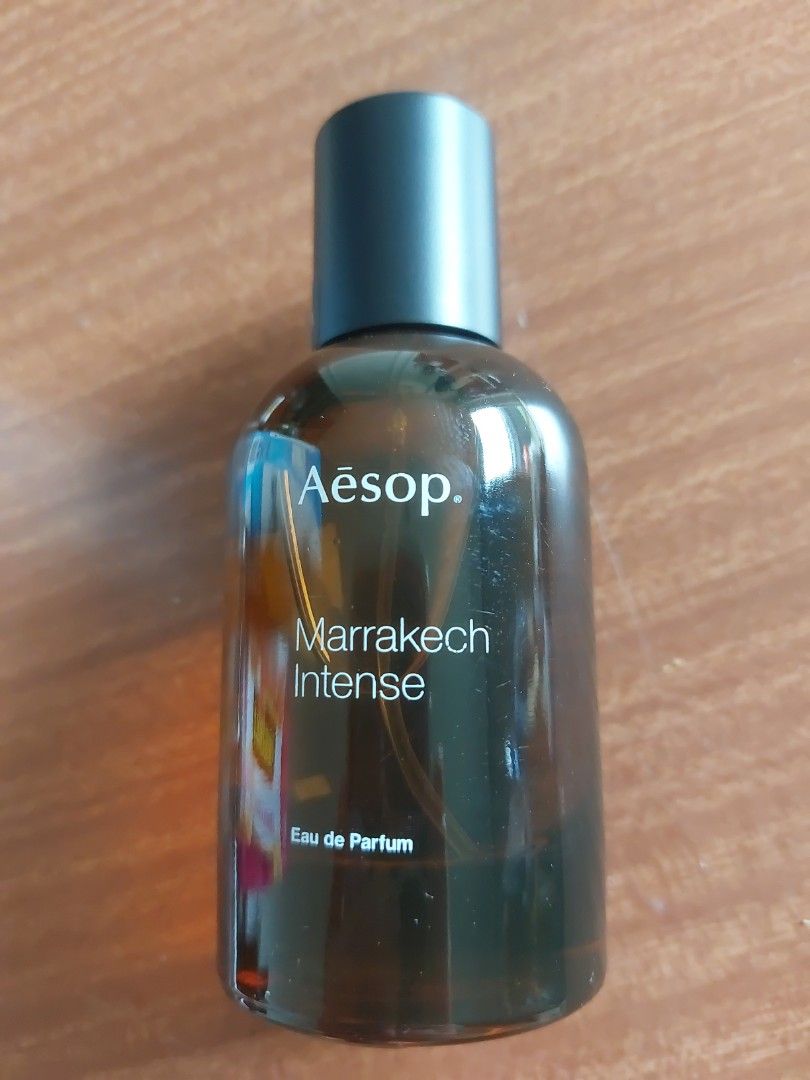 Aēsop®
Marrakech
Intense
Eau de Parfum